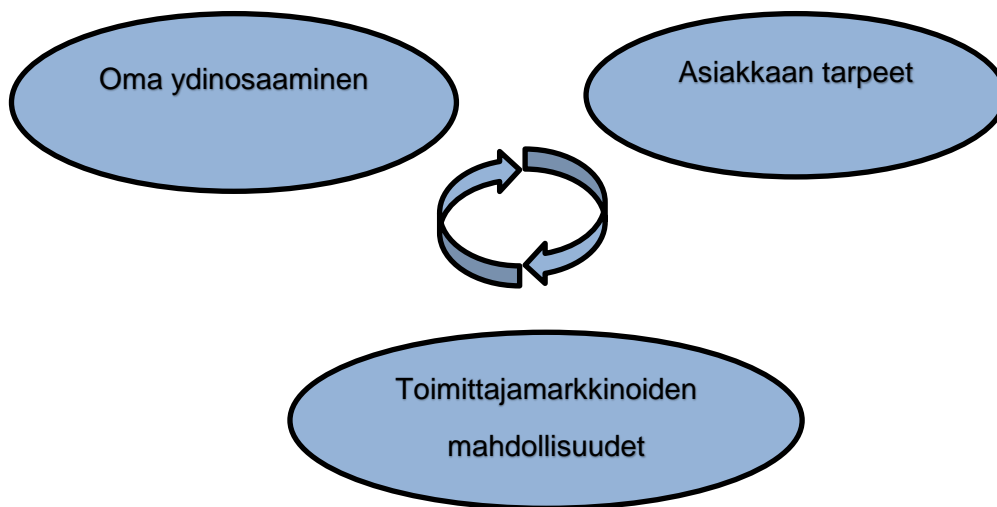 Oma ydinosaaminen
Asiakkaan tarpeet
Toimittajamarkkinoiden
mahdollisuudet